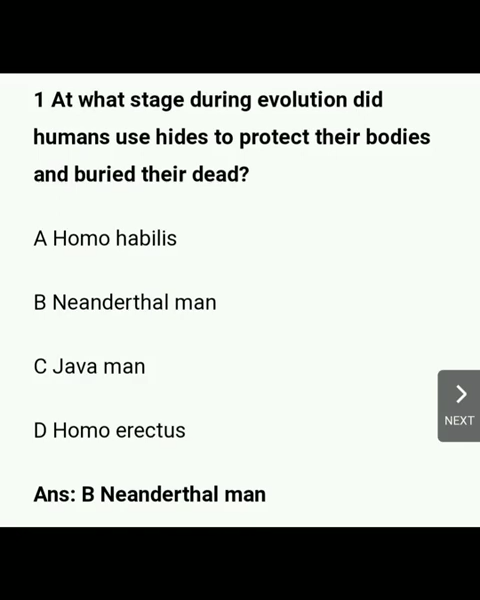 1 At what stage during evolution did
humans use hides to protect their bodies
and buried their dead?
A Homo habilis
B Neanderthal man
C Java man
NEXT
D Homo erectus
Ans: B Neanderthal man